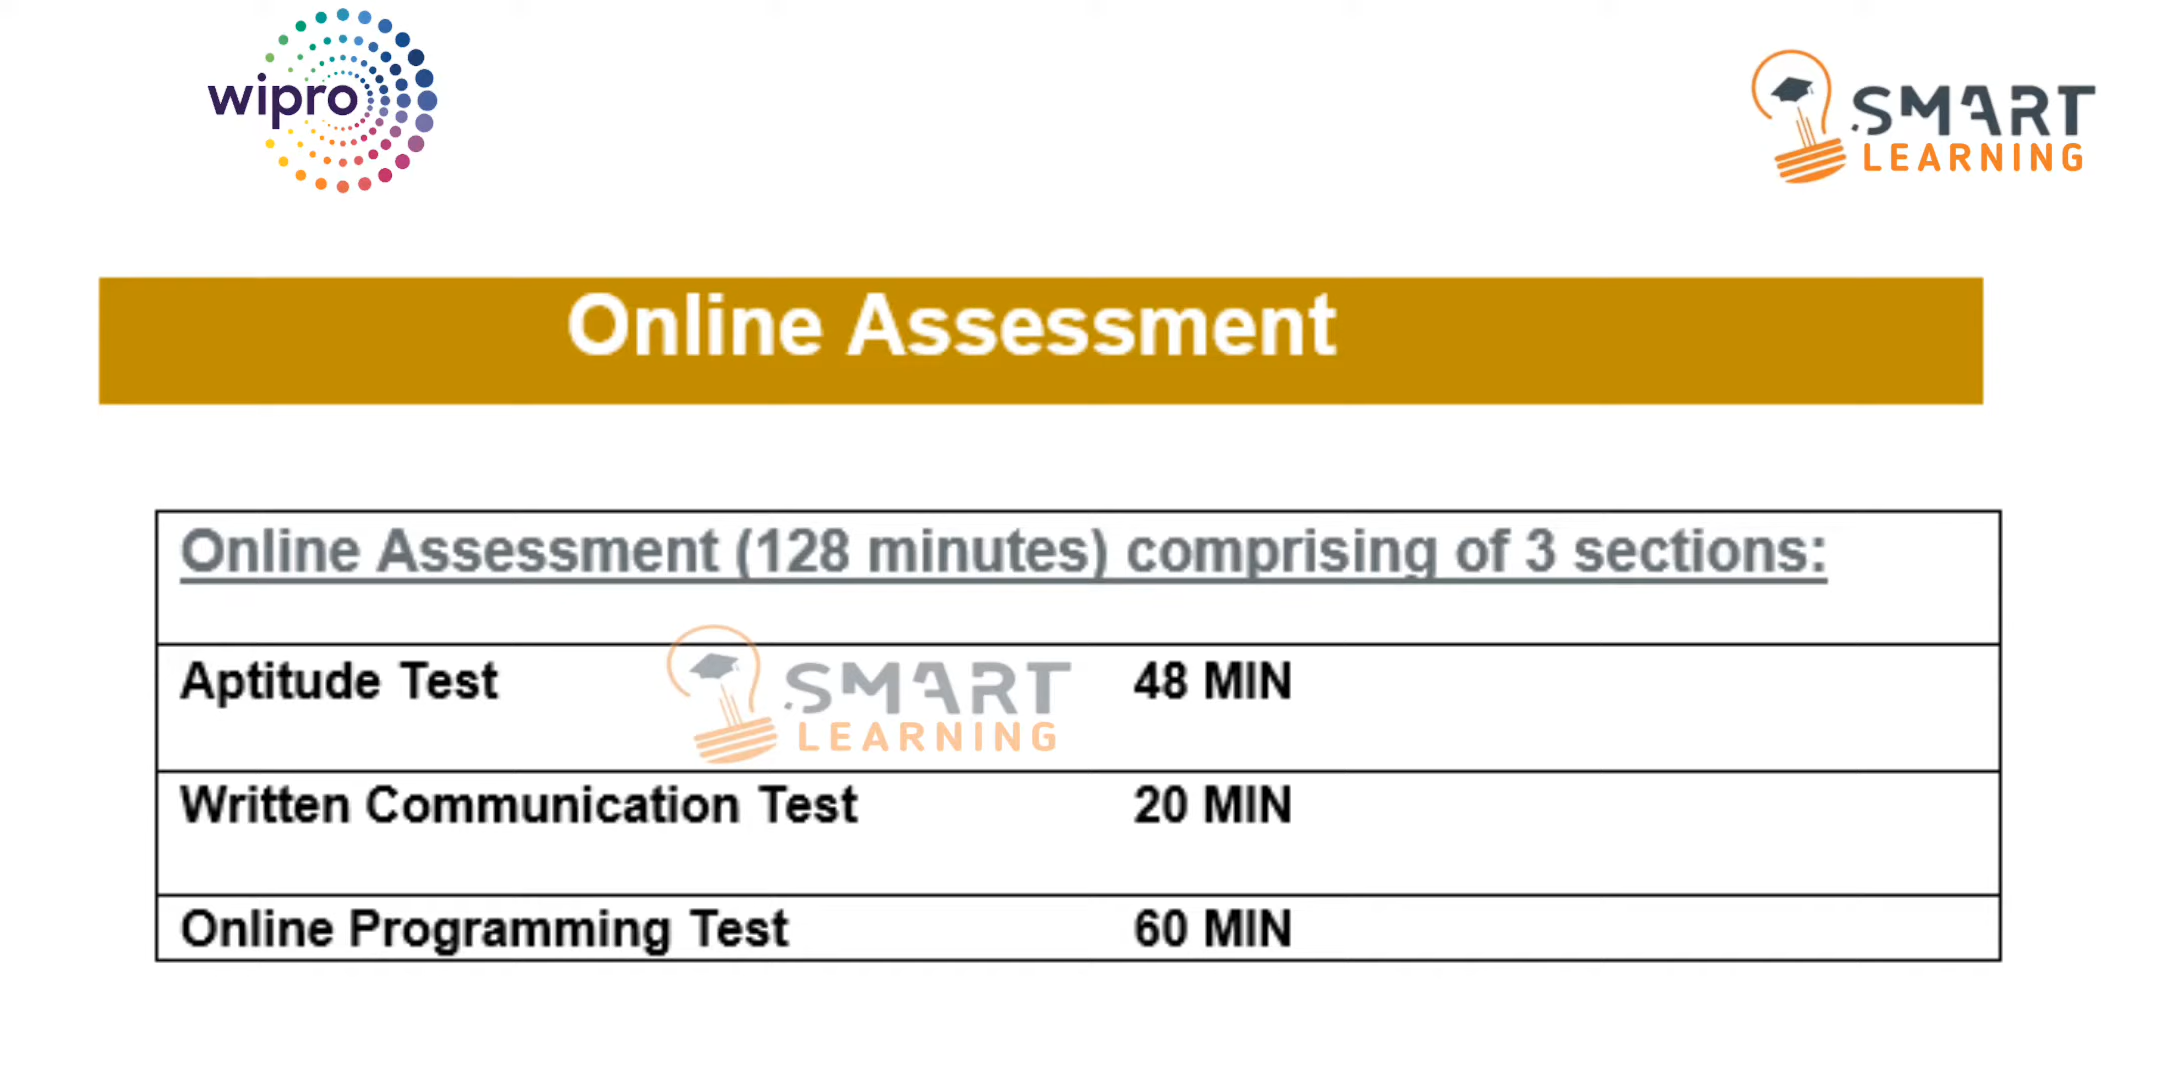 wipro
SMART
LEARNING
Online Assessment
Online Assessment (128 minutes) comprising of 3 sections:
Aptitude Test 48 MIN
SMART
LEARNING
Written Communication Test 20 MIN
Online Programming Test 60 MIN